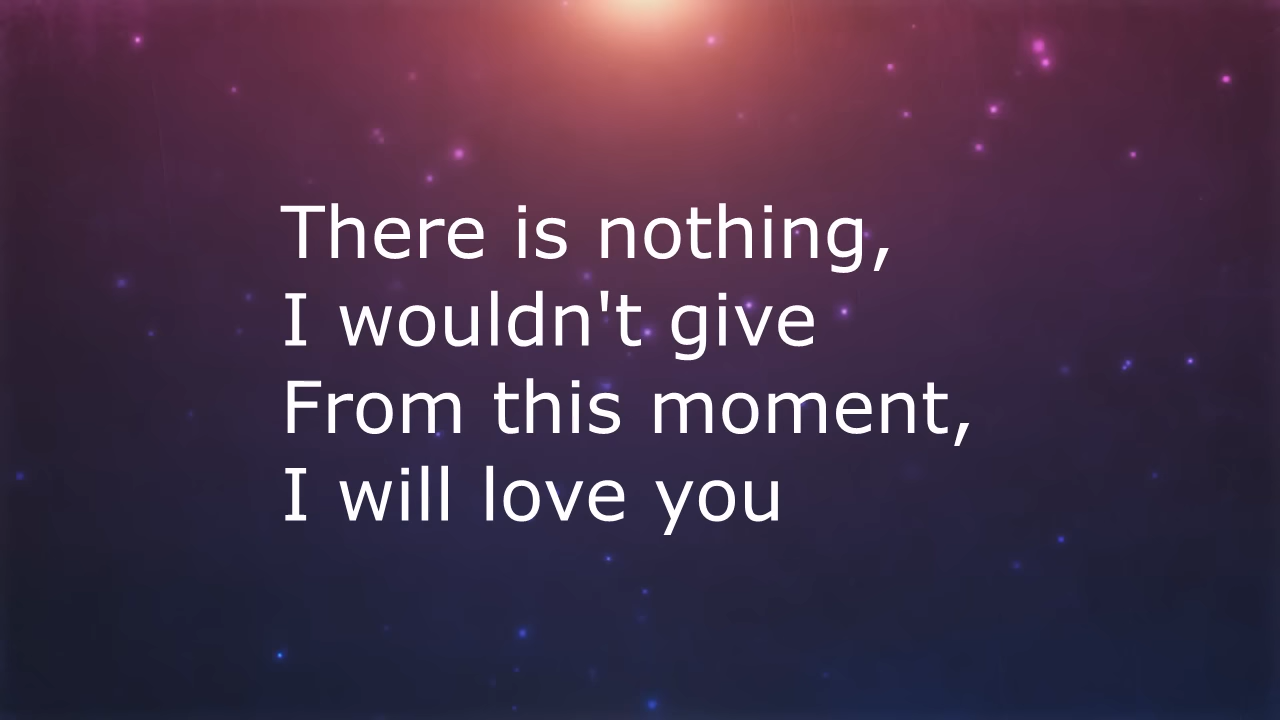 There is nothing,
I wouldn't give
From this moment,
I will love you